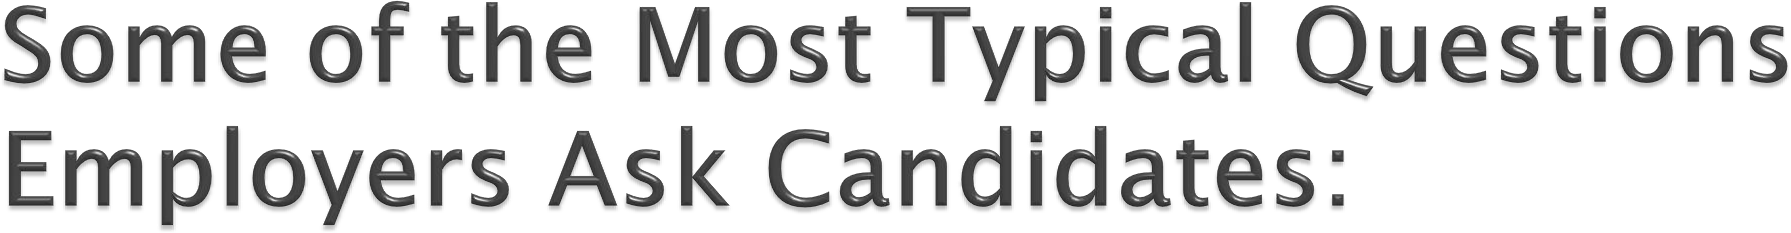 Some of the Most Typical Questions
Employers Ask Candidates: